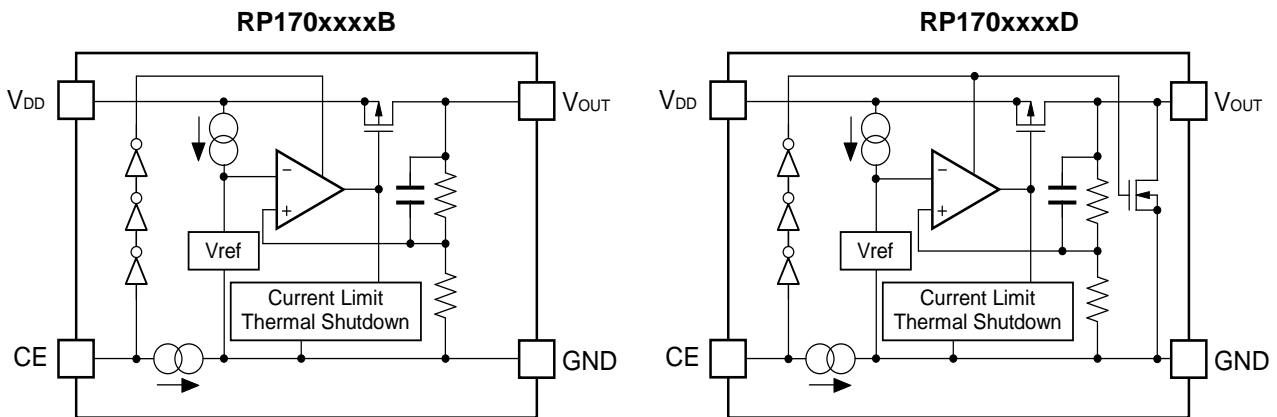 RP170xxxxB
VDD
VOUT
−
+
Vref
Current Limit
Thermal Shutdown
CE
GND
RP170xxxxD
VDD
VOUT
−
+
Vref
Current Limit
Thermal Shutdown
CE
GND